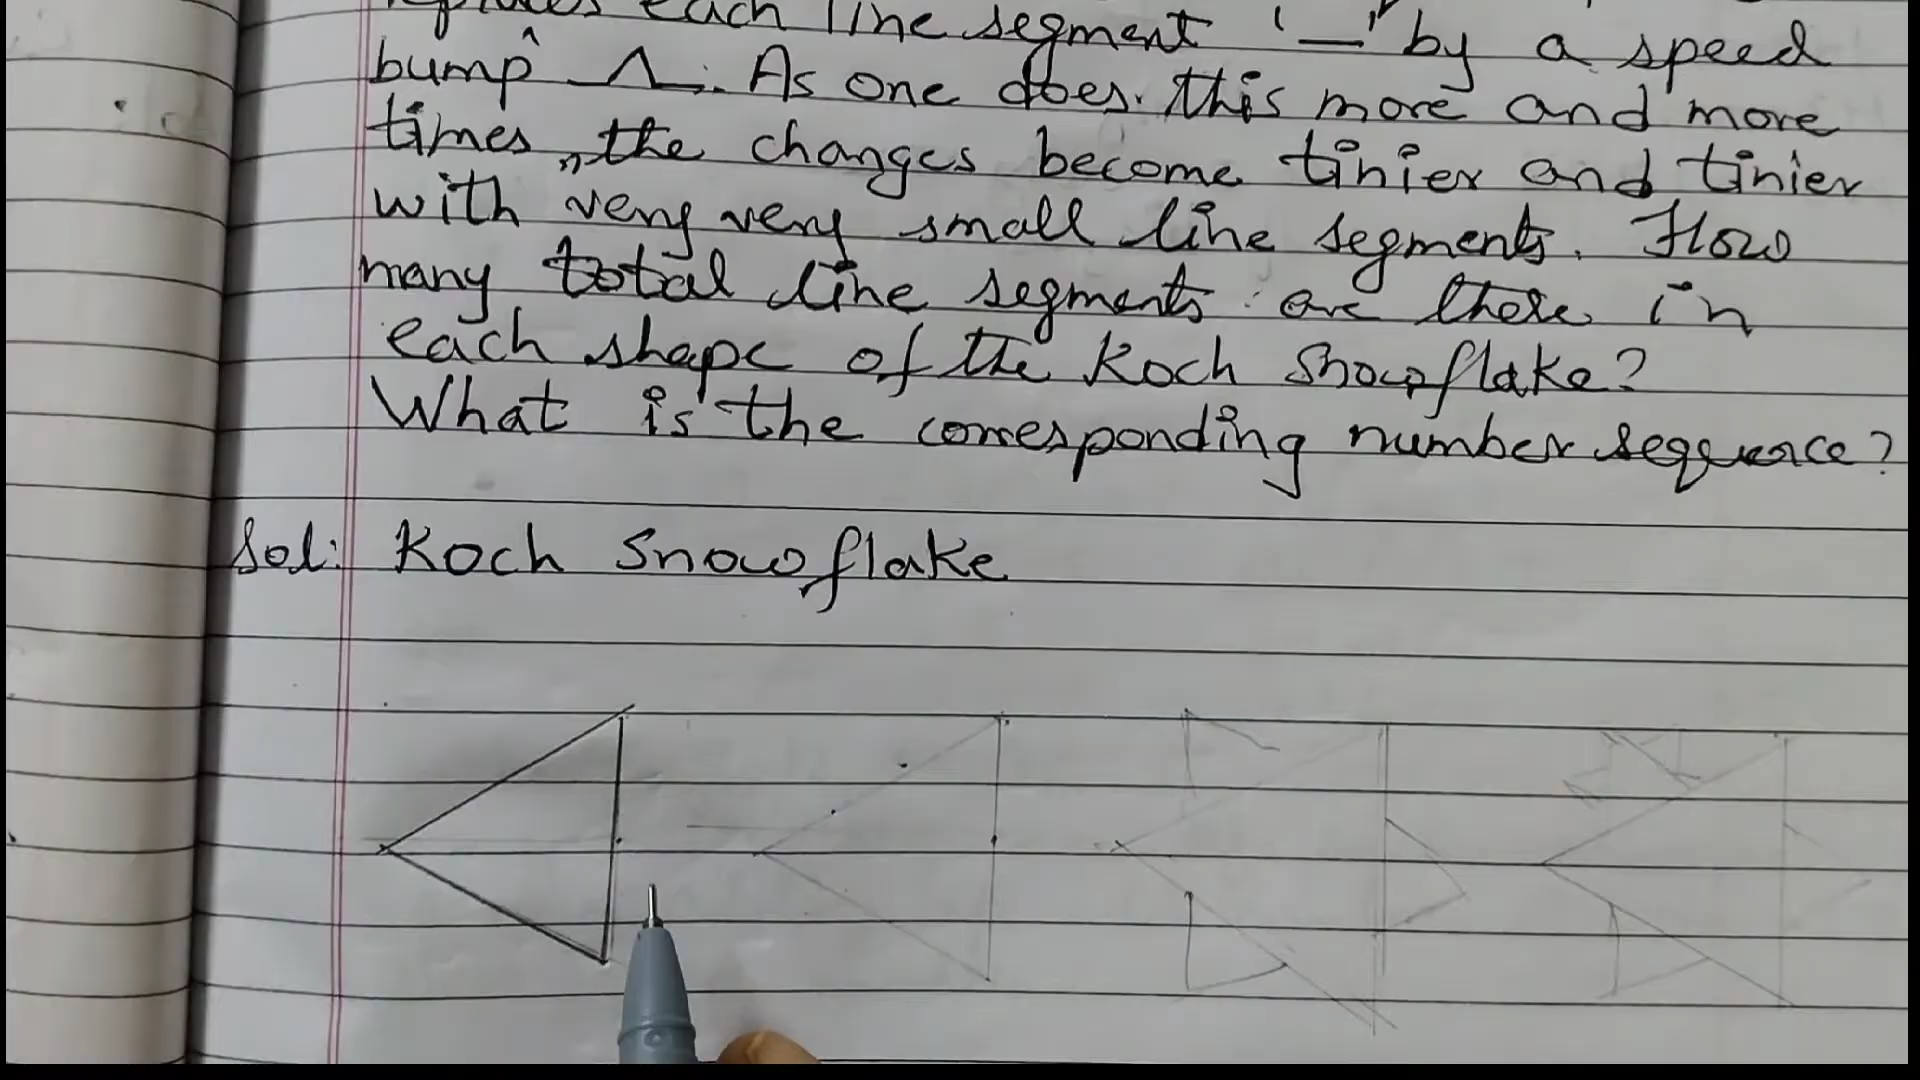 each line segment '—' by a speed
bump. As one does this more and more
times, the changes become tinier and tinier
with very very small line segments. How
many total line segments are there in
each shape of the Koch Snowflake?
What is the corresponding number sequence?
Sol: Koch Snowflake